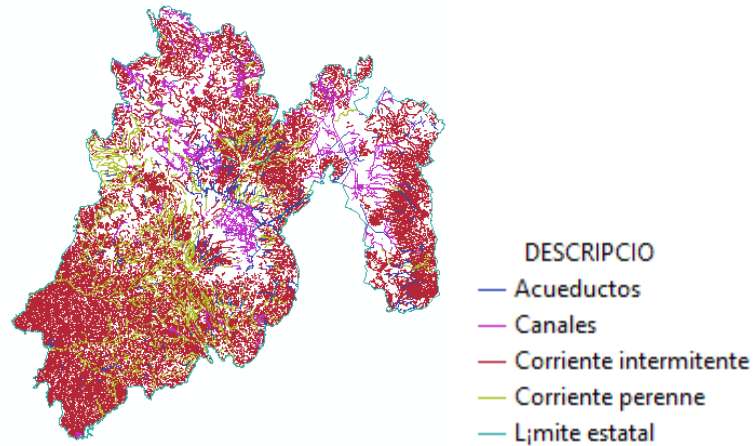 DESCRIPCIO
Acueductos
Canales
Corriente intermitente
Corriente perenne
L¡mite estatal